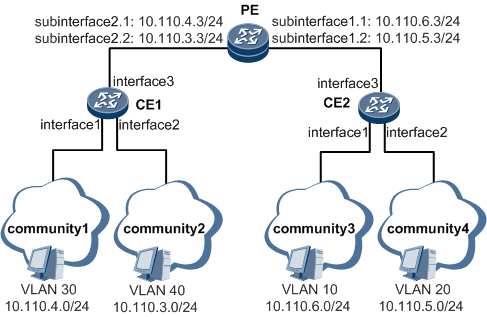 PE
subinterface2.1: 10.110.4.3/24
subinterface1.1: 10.110.6.3/24
subinterface2.2: 10.110.3.3/24
subinterface1.2: 10.110.5.3/24
interface3
interface3
CE1
CE2
interface1
interface2
interface1
interface2
community1
community2
community3
community4
VLAN 30
VLAN 40
VLAN 10
VLAN 20
10.110.4.0/24
10.110.3.0/24
10.110.6.0/24
10.110.5.0/24